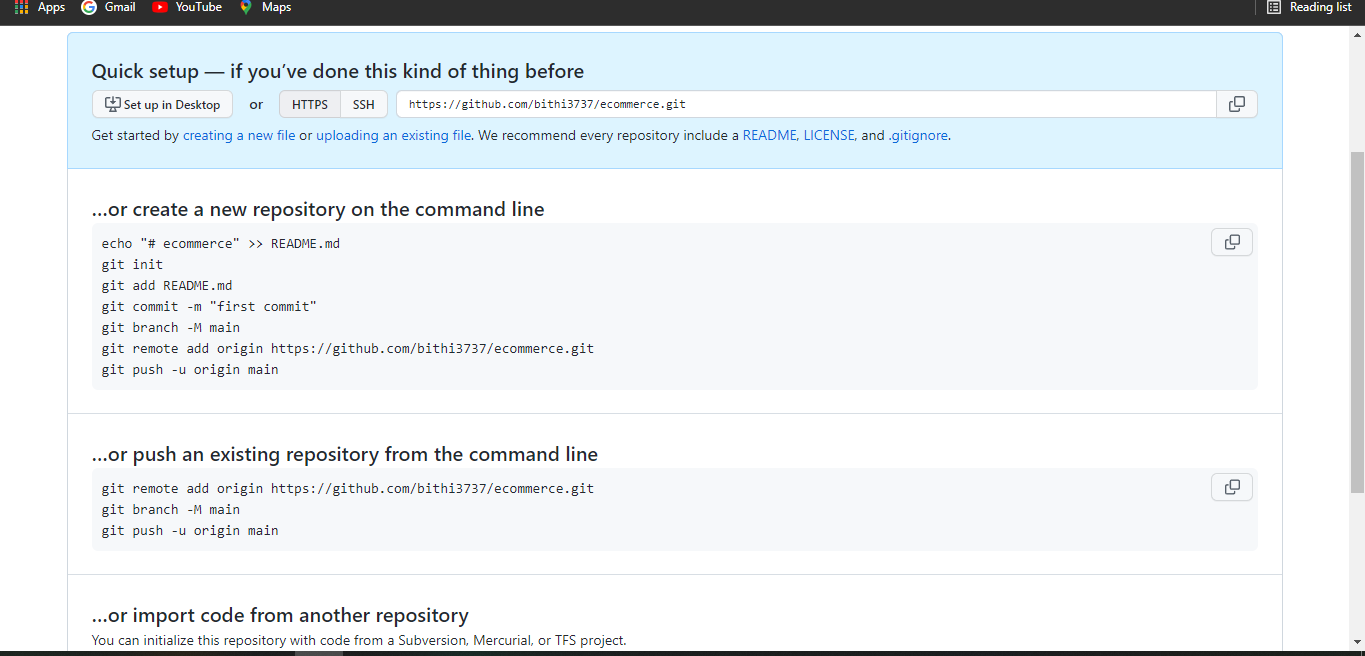 Apps Gmail YouTube Maps Reading list
Quick setup — if you’ve done this kind of thing before
Set up in Desktop or HTTPS SSH https://github.com/bithi3737/ecommerce.git
Get started by creating a new file or uploading an existing file. We recommend every repository include a README, LICENSE, and .gitignore.
…or create a new repository on the command line
echo "# ecommerce" >> README.md
git init
git add README.md
git commit -m "first commit"
git branch -M main
git remote add origin https://github.com/bithi3737/ecommerce.git
git push -u origin main
…or push an existing repository from the command line
git remote add origin https://github.com/bithi3737/ecommerce.git
git branch -M main
git push -u origin main
…or import code from another repository
You can initialize this repository with code from a Subversion, Mercurial, or TFS project.